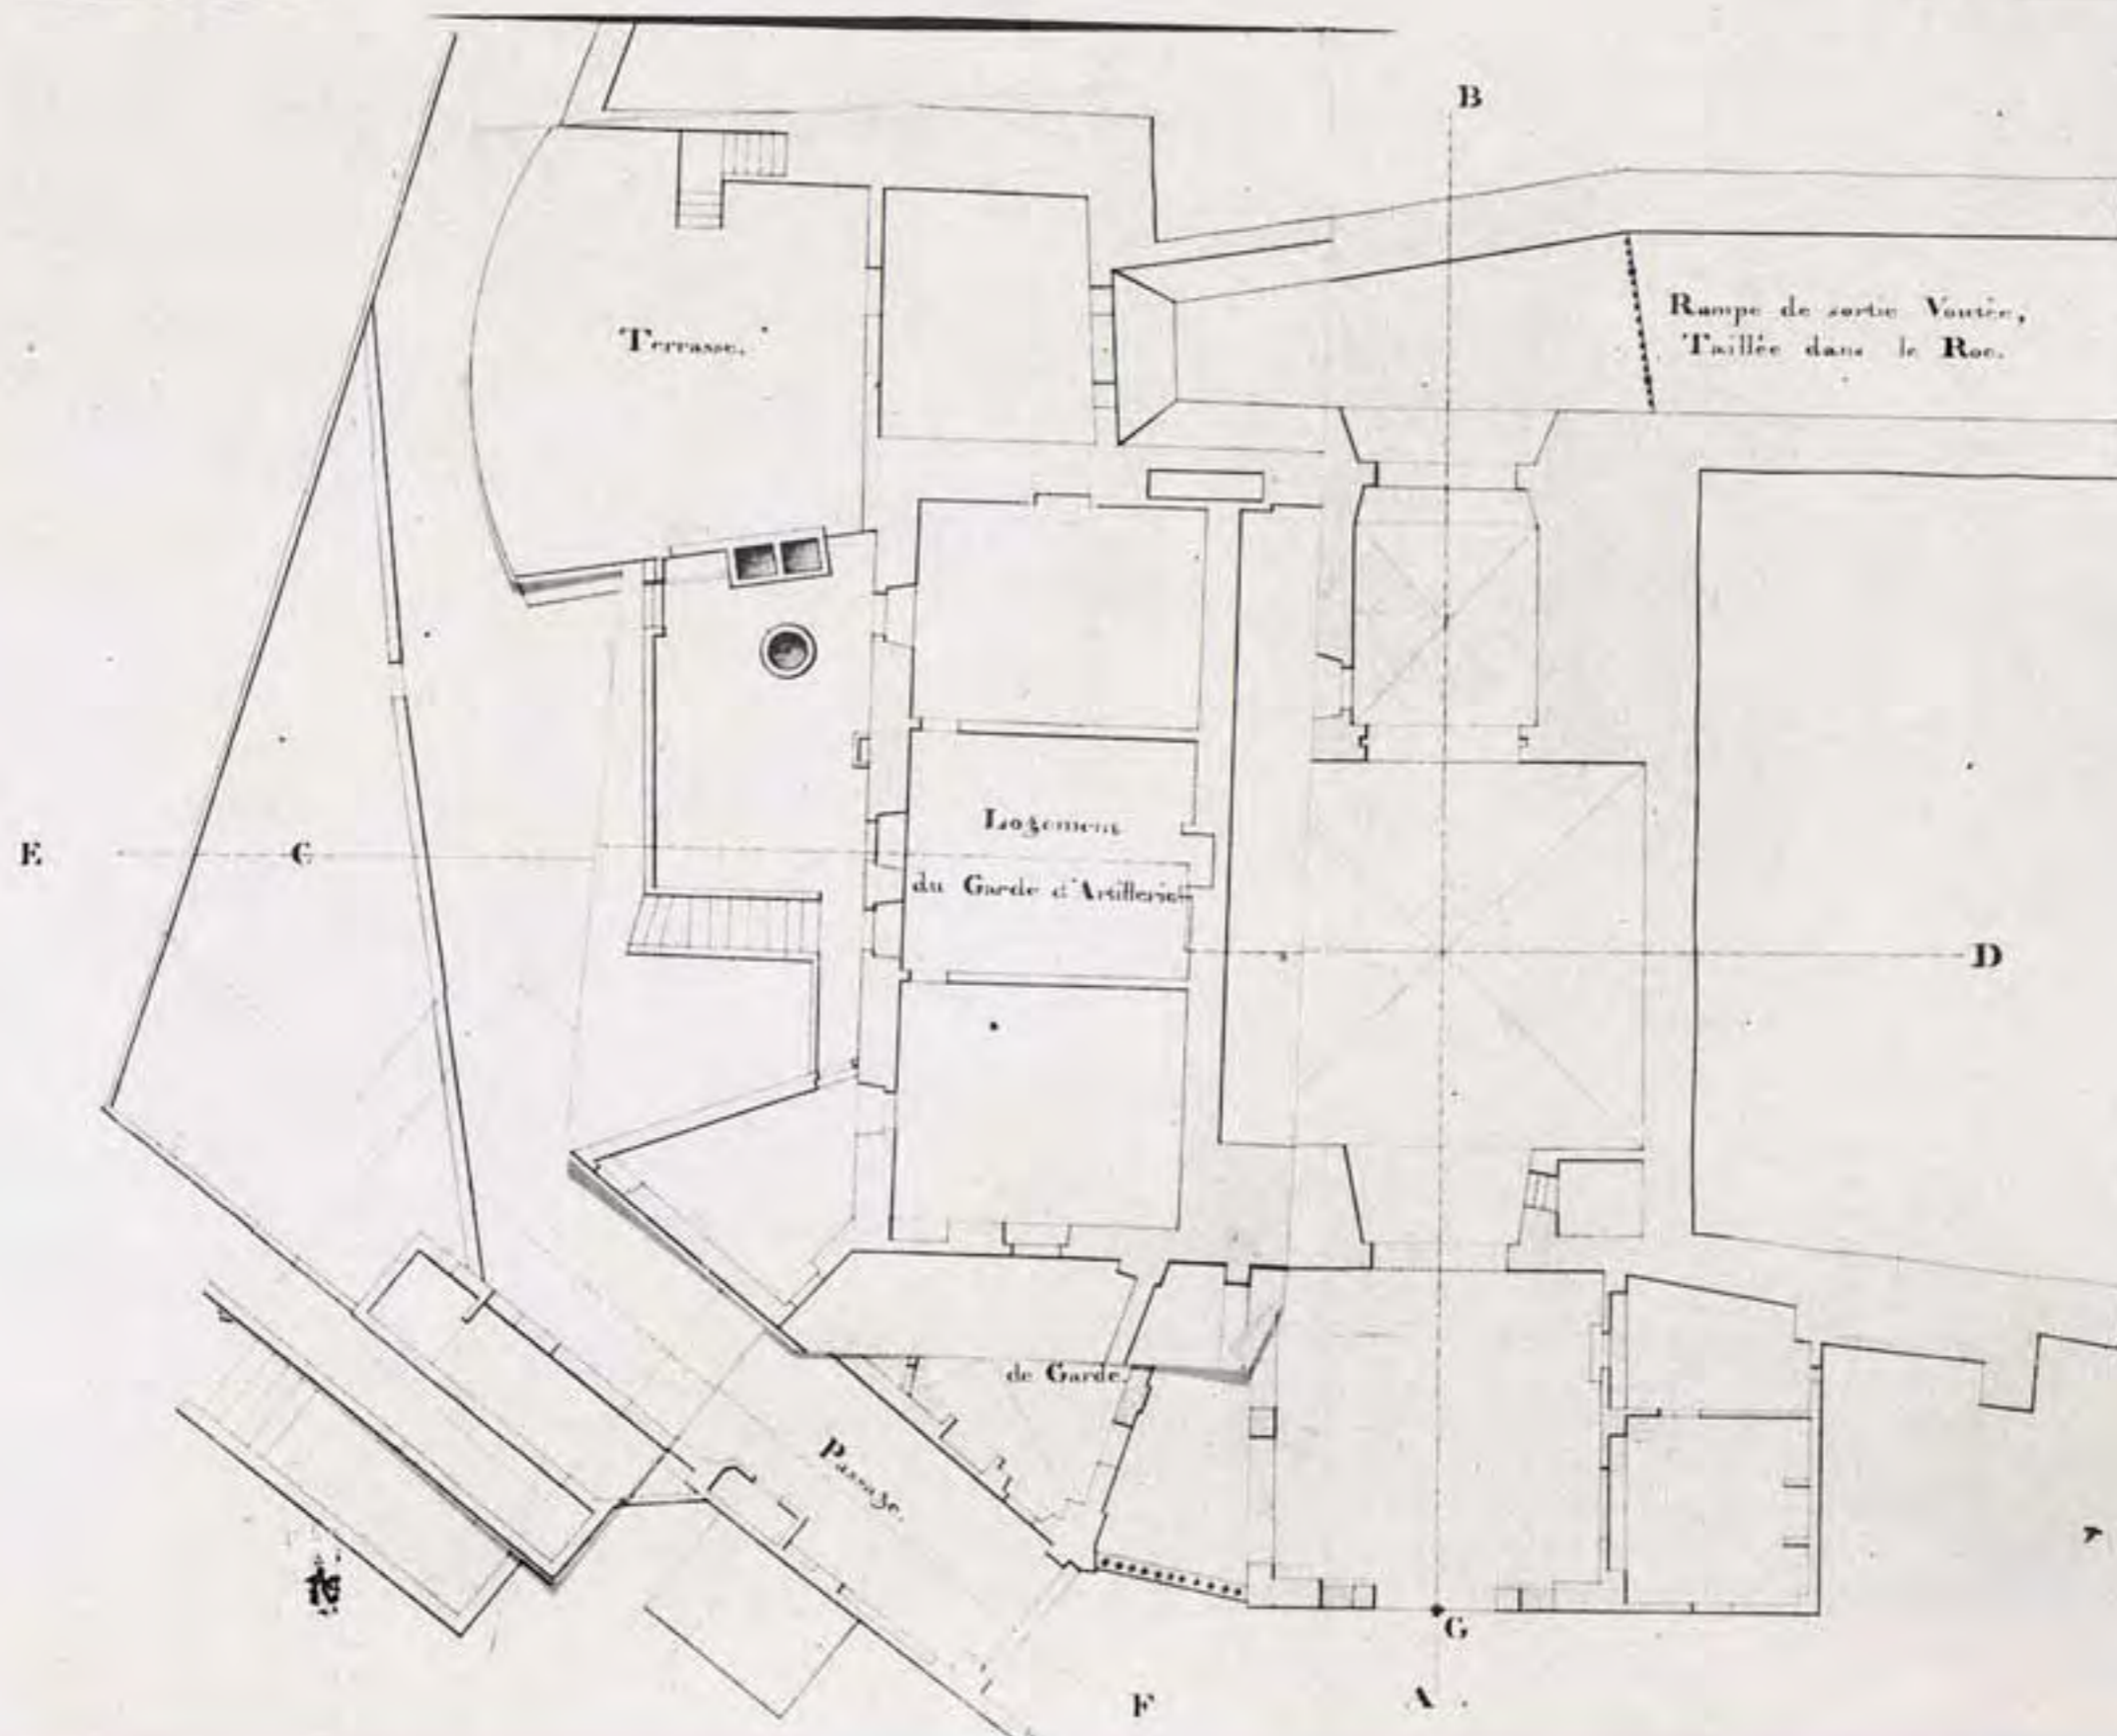 B
Rampe de sortie Voutée,
Taillée dans le Roc.
Terrasse.
Logement
du Garde d'Artillerie
E
C
D
de Garde.
Passage.
G
F
A.